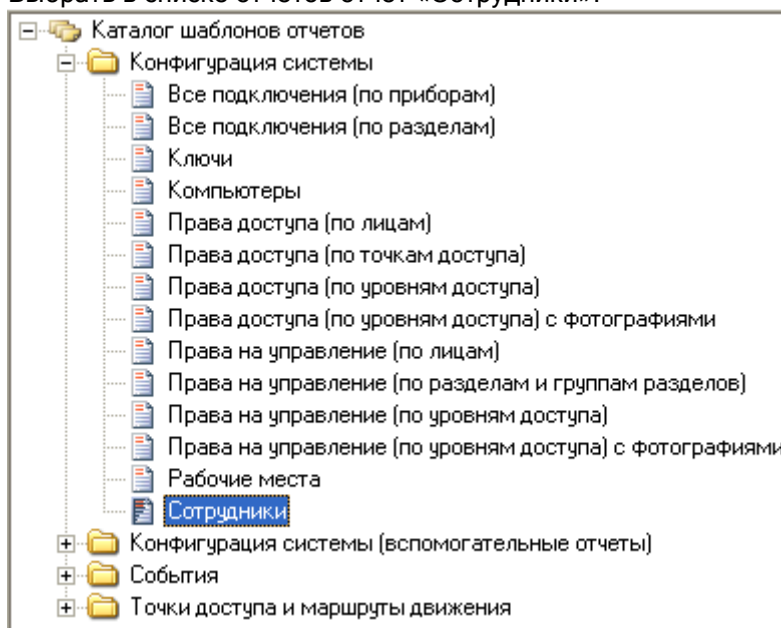 Выбрать в списке отчетов отчет «Сотрудники».
Каталог шаблонов отчетов
Конфигурация системы
Все подключения (по приборам)
Все подключения (по разделам)
Ключи
Компьютеры
Права доступа (по лицам)
Права доступа (по точкам доступа)
Права доступа (по уровням доступа)
Права доступа (по уровням доступа) с фотографиями
Права на управление (по лицам)
Права на управление (по разделам и группам разделов)
Права на управление (по уровням доступа)
Права на управление (по уровням доступа) с фотографиями
Рабочие места
Сотрудники
Конфигурация системы (вспомогательные отчеты)
События
Точки доступа и маршруты движения